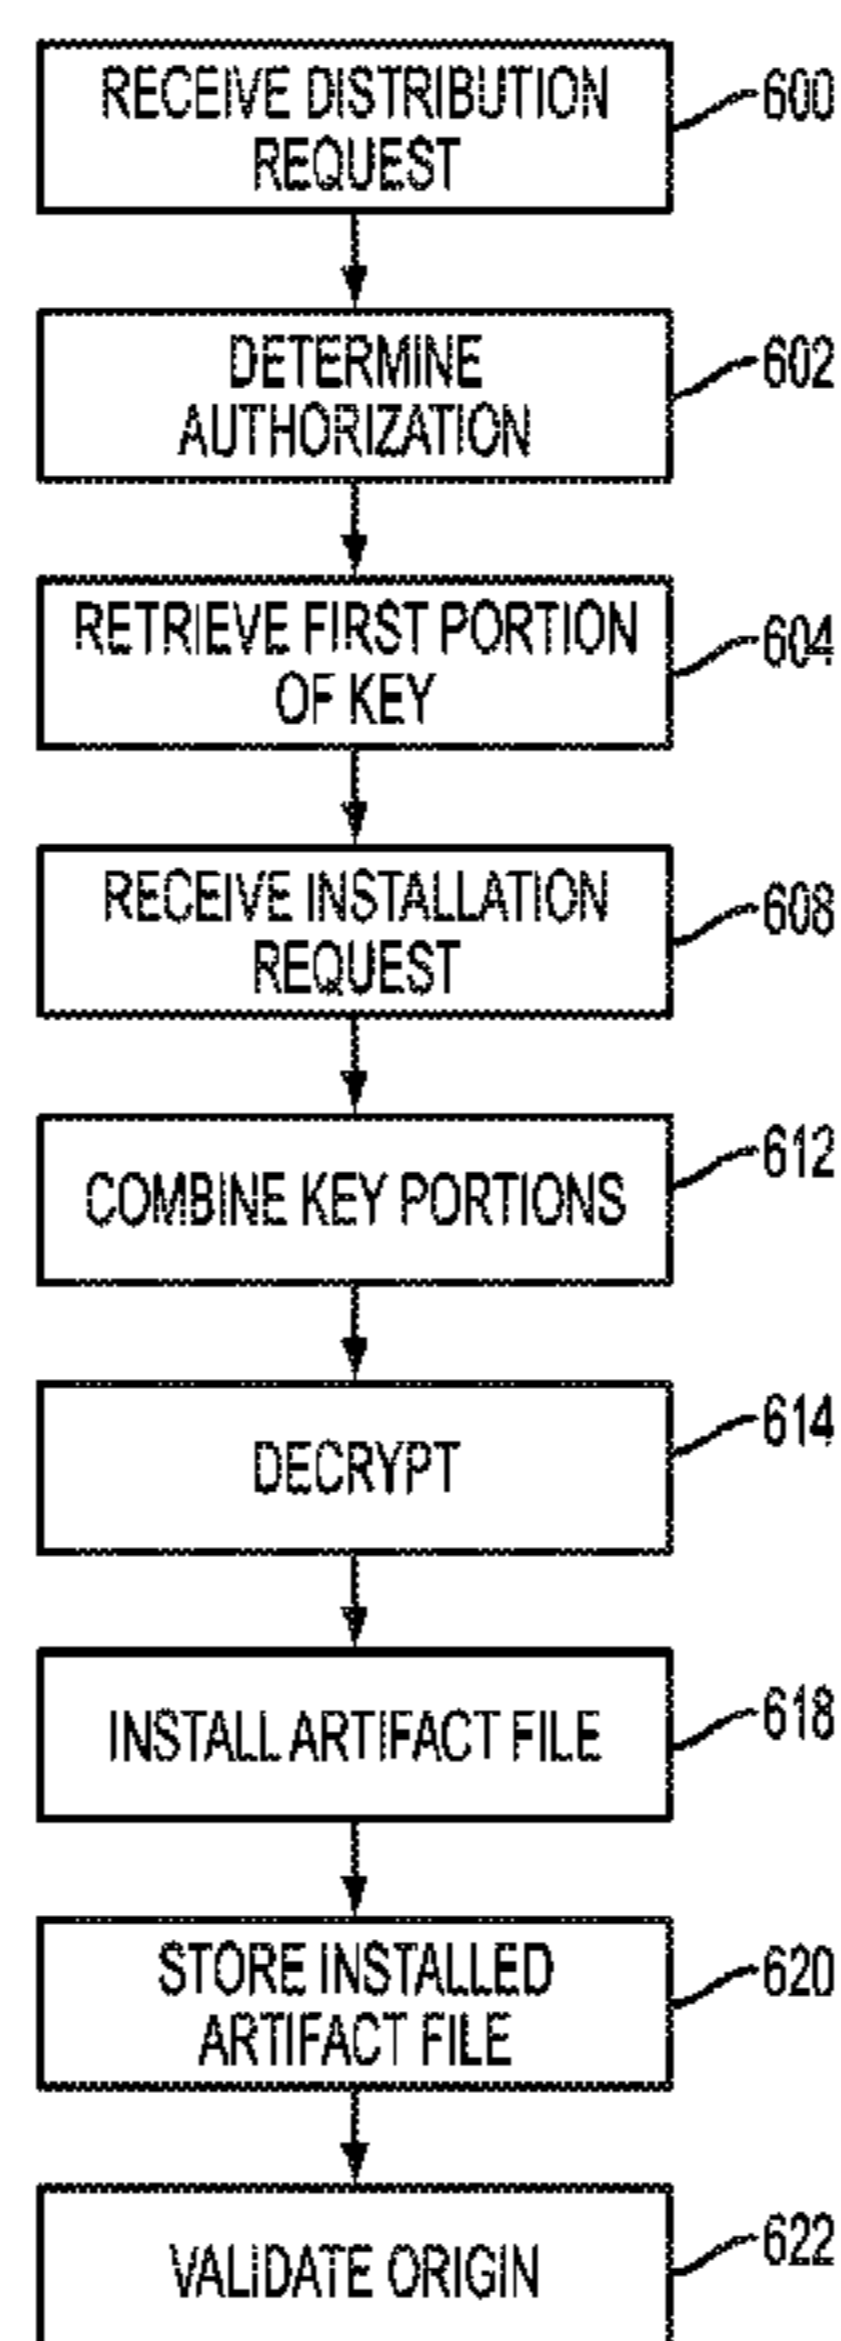 RECEIVE DISTRIBUTION
REQUEST
600
DETERMINE
AUTHORIZATION
602
RETRIEVE FIRST PORTION
OF KEY
604
RECEIVE INSTALLATION
REQUEST
608
COMBINE KEY PORTIONS
612
DECRYPT
614
INSTALL ARTIFACT FILE
618
STORE INSTALLED
ARTIFACT FILE
620
VALIDATE ORIGIN
622